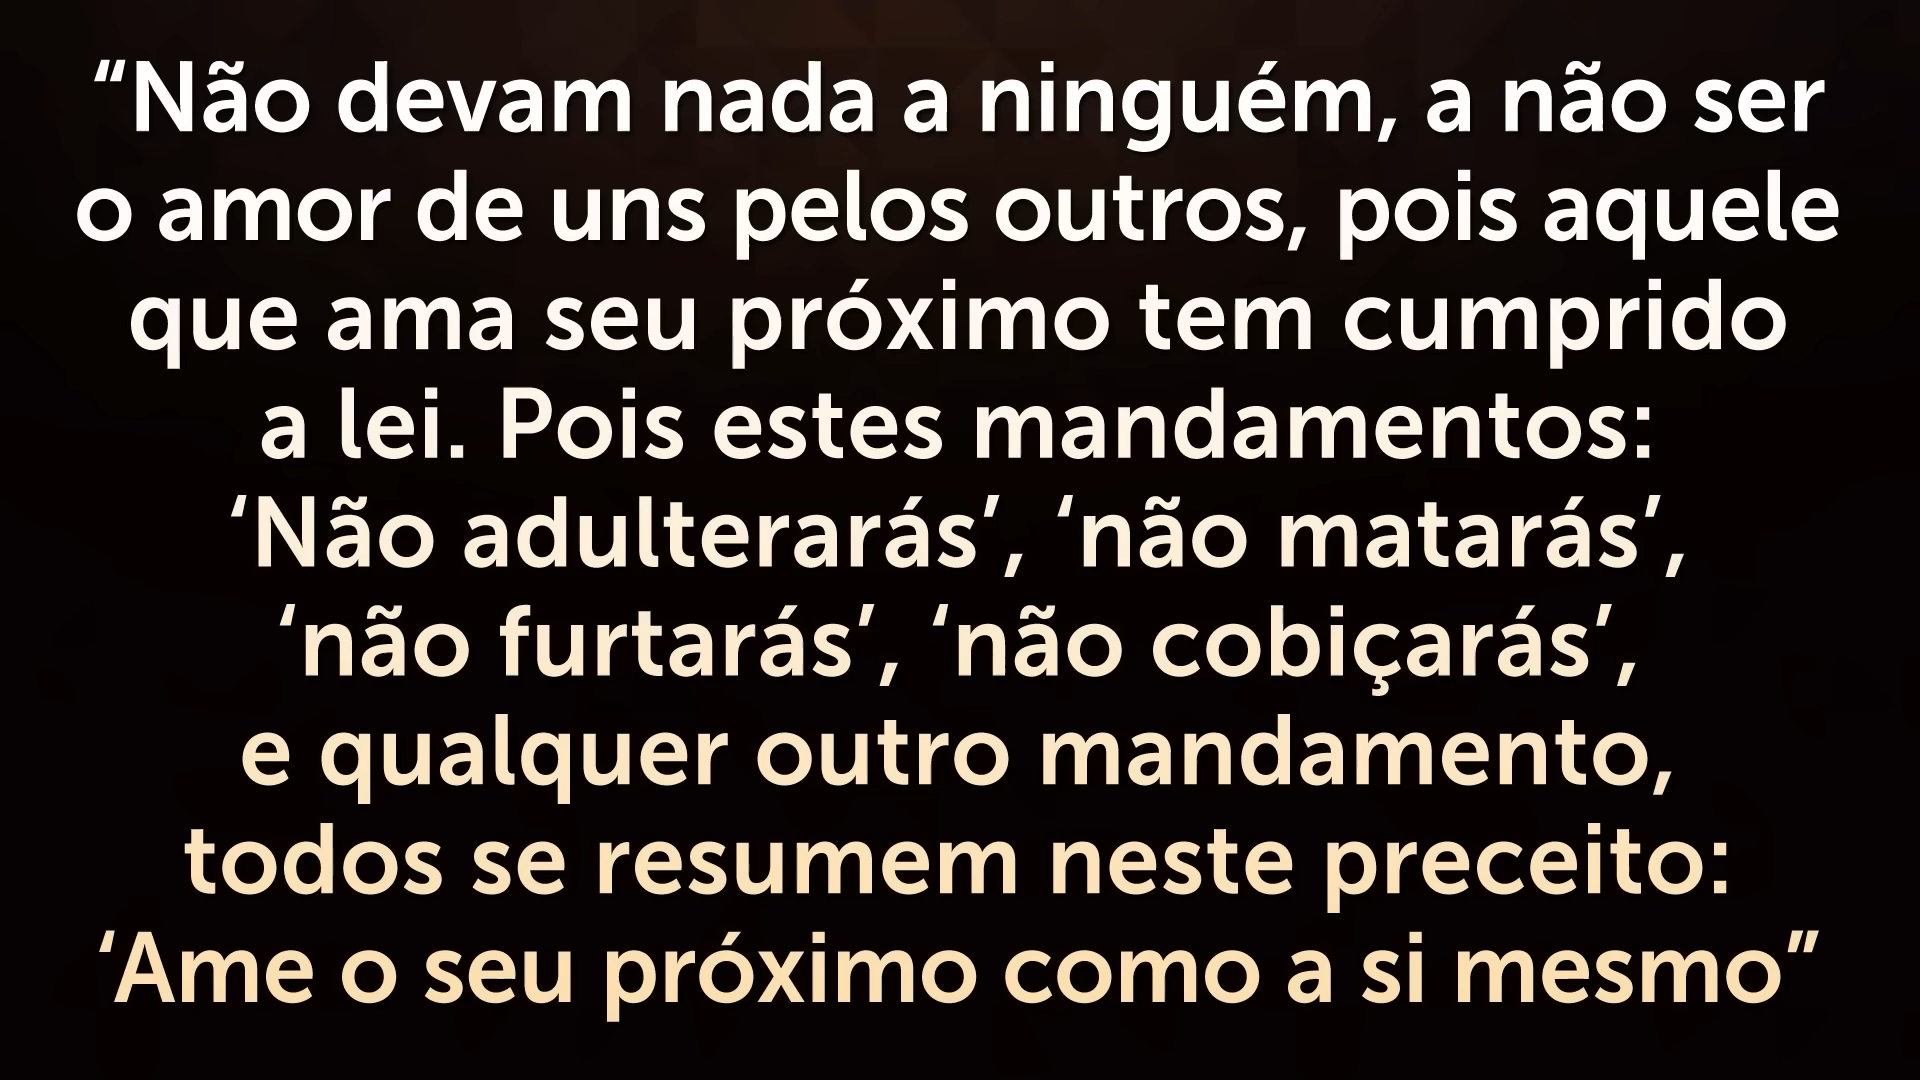 “Não devam nada a ninguém, a não ser
o amor de uns pelos outros, pois aquele
que ama seu próximo tem cumprido
a lei. Pois estes mandamentos:
‘Não adulterarás’, ‘não matarás’,
‘não furtarás’, ‘não cobiçarás’,
e qualquer outro mandamento,
todos se resumem neste preceito:
‘Ame o seu próximo como a si mesmo”